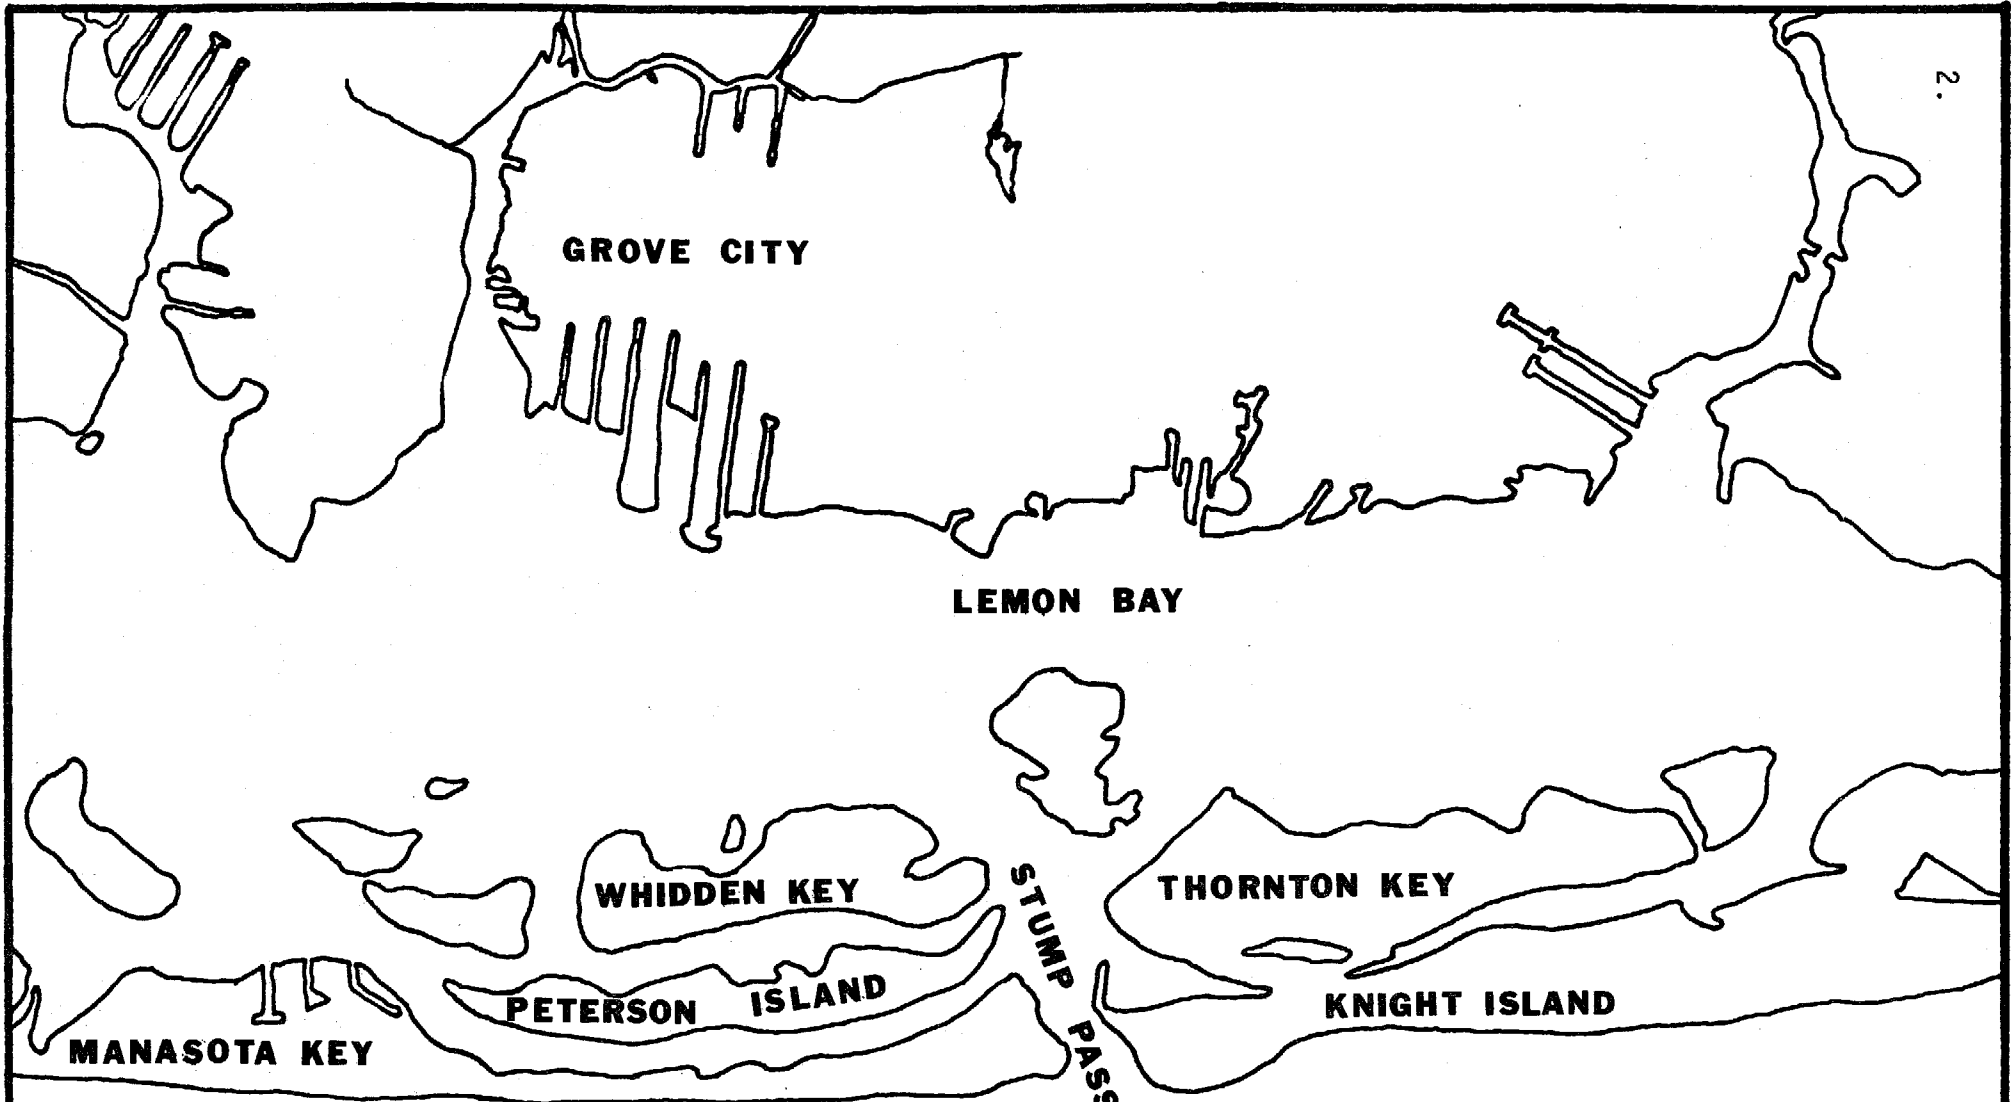 2.
GROVE CITY
LEMON BAY
WHIDDEN KEY
THORNTON KEY
STUMP PASS
PETERSON ISLAND
KNIGHT ISLAND
MANASOTA KEY